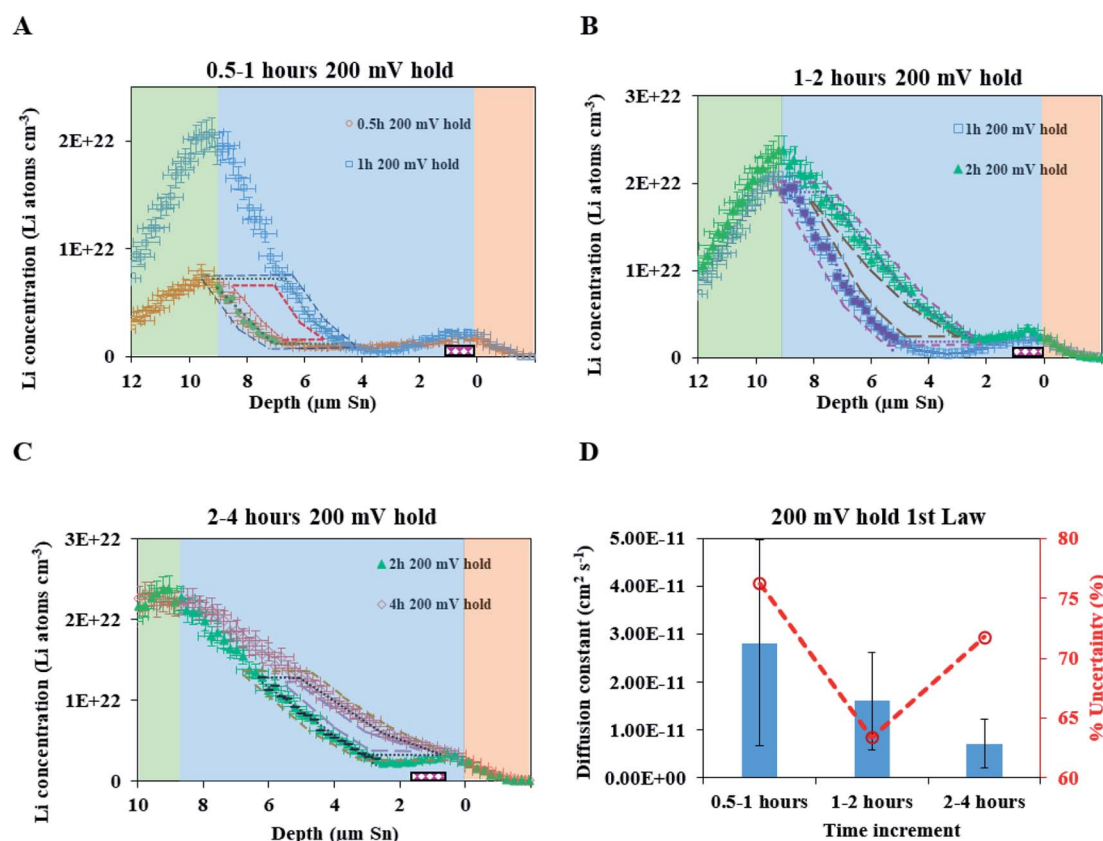 A
0.5-1 hours 200 mV hold
Li concentration (Li atoms cm⁻³)
2E+22
1E+22
0
0.5h 200 mV hold
1h 200 mV hold
12 10 8 6 4 2 0
Depth (µm Sn)
B
1-2 hours 200 mV hold
Li concentration (Li atoms cm⁻³)
3E+22
2E+22
1E+22
0
1h 200 mV hold
2h 200 mV hold
12 10 8 6 4 2 0
Depth (µm Sn)
C
2-4 hours 200 mV hold
Li concentration (Li atoms cm⁻³)
3E+22
2E+22
1E+22
0
2h 200 mV hold
4h 200 mV hold
10 8 6 4 2 0
Depth (µm Sn)
D
200 mV hold 1st Law
Diffusion constant (cm² s⁻¹)
5.00E-11
4.00E-11
3.00E-11
2.00E-11
1.00E-11
0.00E+00
80
75
70
65
60
% Uncertainty (%)
0.5-1 hours 1-2 hours 2-4 hours
Time increment